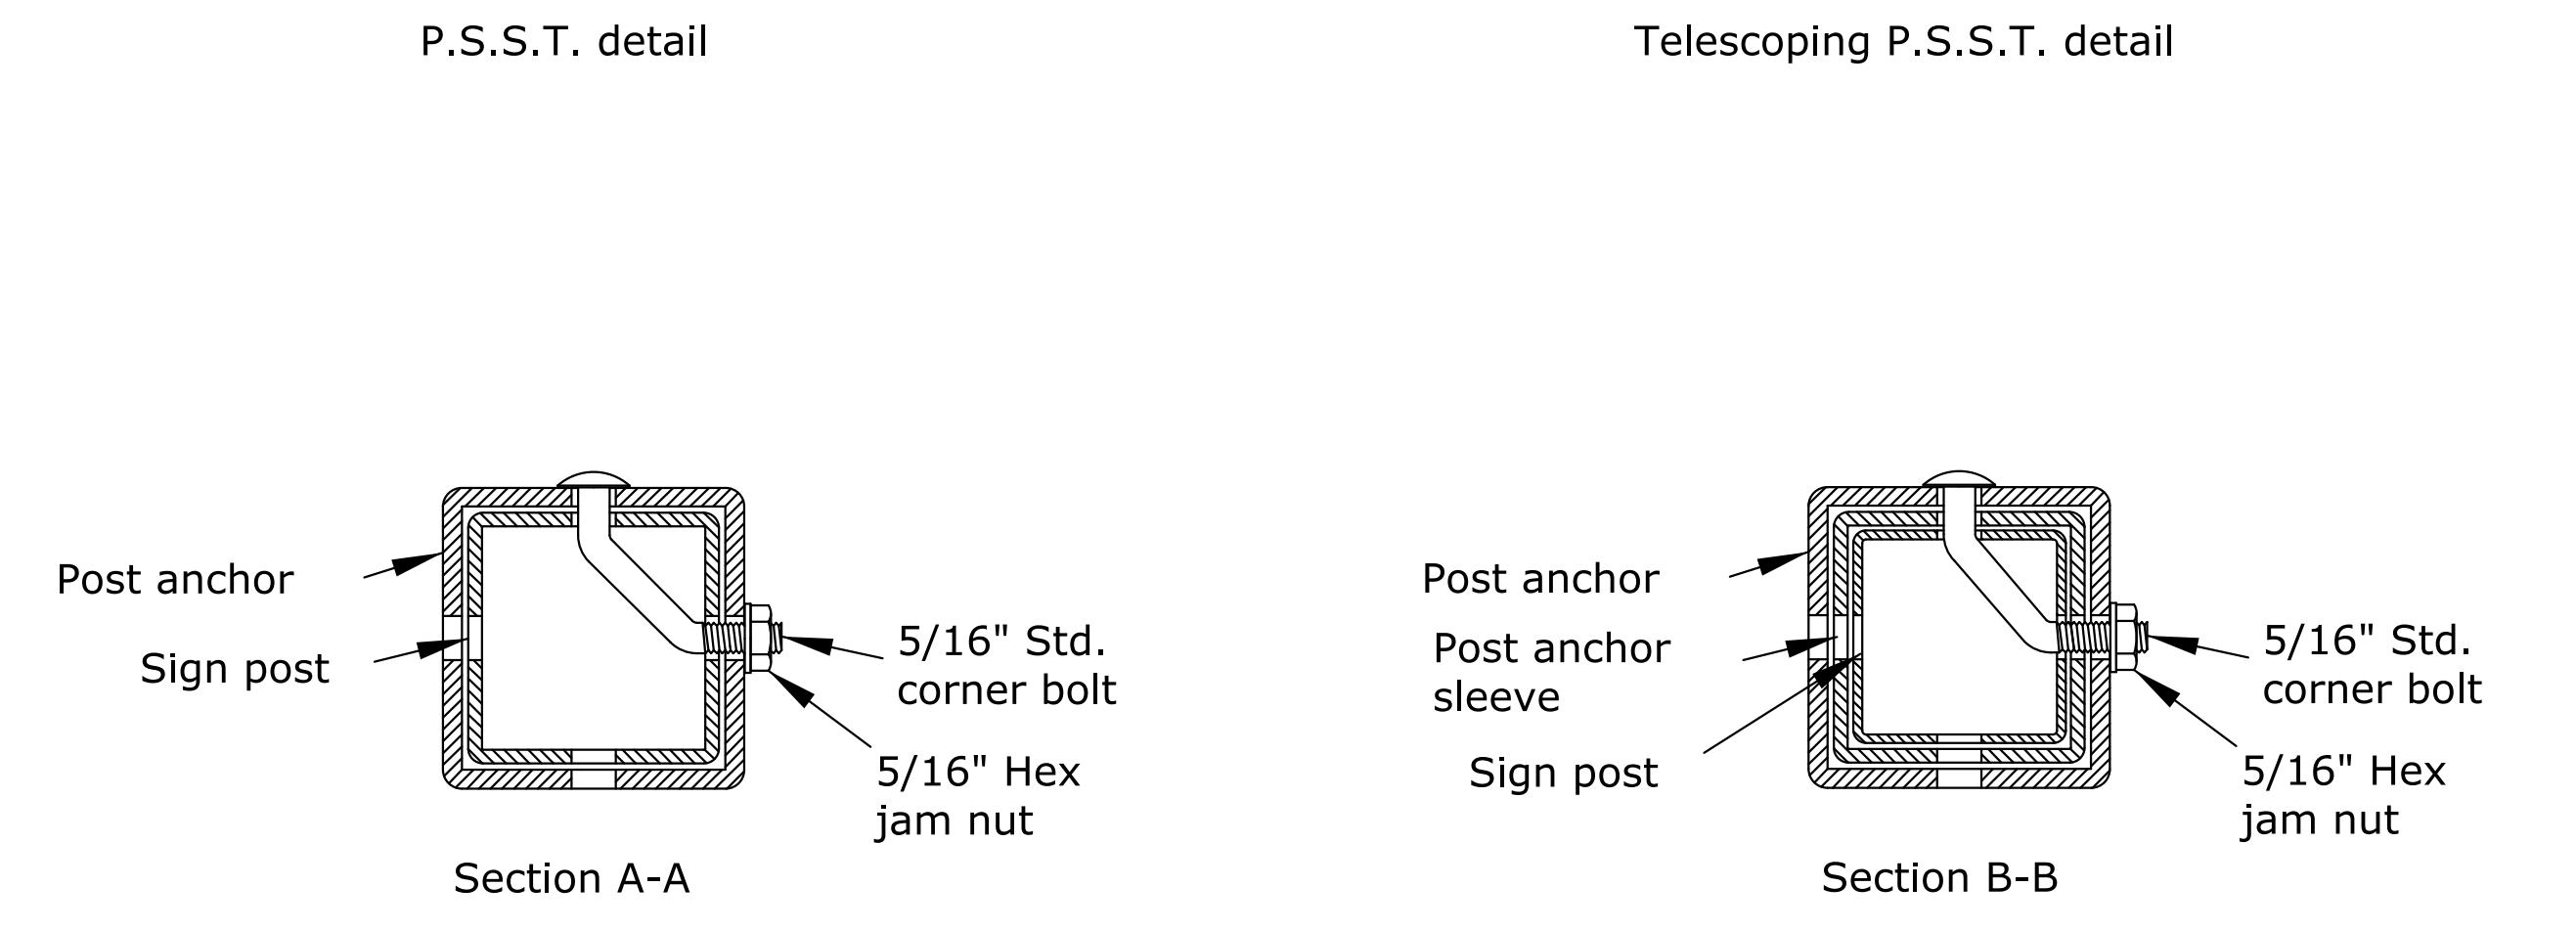 P.S.S.T. detail
Post anchor
Sign post
5/16" Std.
corner bolt
5/16" Hex
jam nut
Section A-A
Telescoping P.S.S.T. detail
Post anchor
Post anchor
sleeve
Sign post
5/16" Std.
corner bolt
5/16" Hex
jam nut
Section B-B